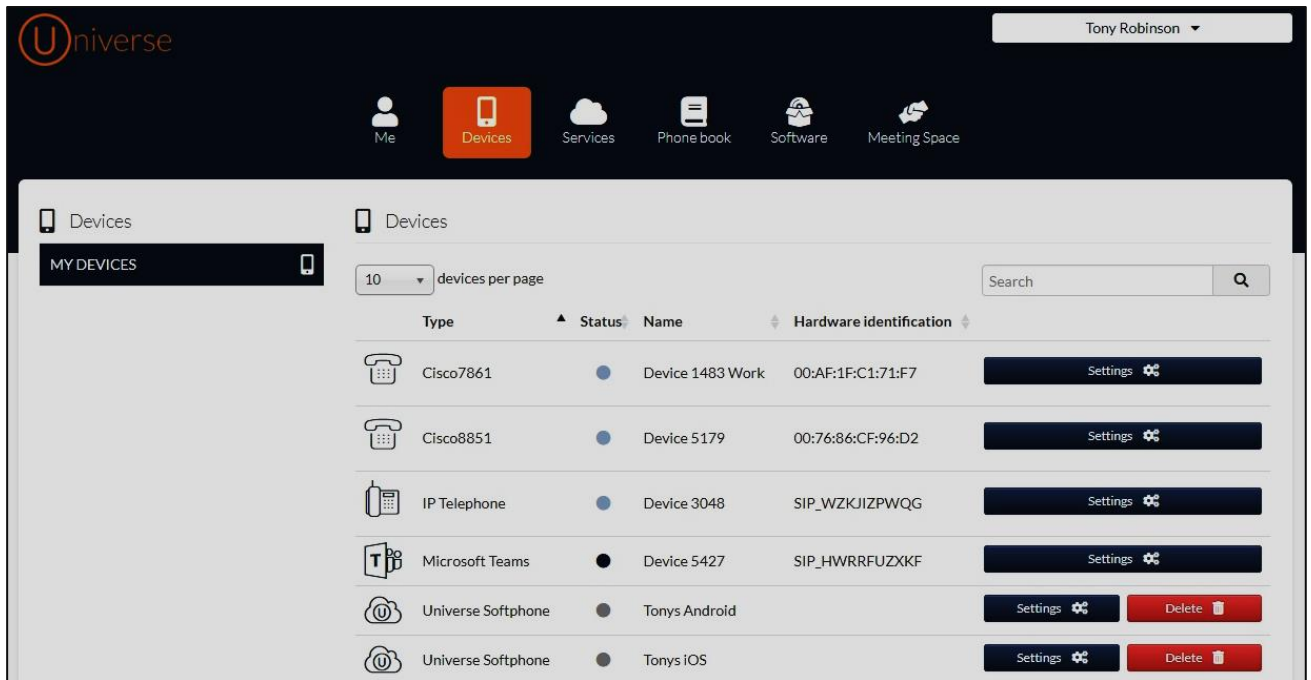 Universe
Tony Robinson
Me Devices Services Phone book Software Meeting Space
Devices
MY DEVICES
Devices
10 devices per page Search
Type Status Name Hardware identification
Cisco7861 Device 1483 Work 00:AF:1F:C1:71:F7 Settings
Cisco8851 Device 5179 00:76:86:CF:96:D2 Settings
IP Telephone Device 3048 SIP_WZKJIZPWQG Settings
T Microsoft Teams Device 5427 SIP_HWRRFUZXKF Settings
U Universe Softphone Tonys Android Settings Delete
U Universe Softphone Tonys iOS Settings Delete